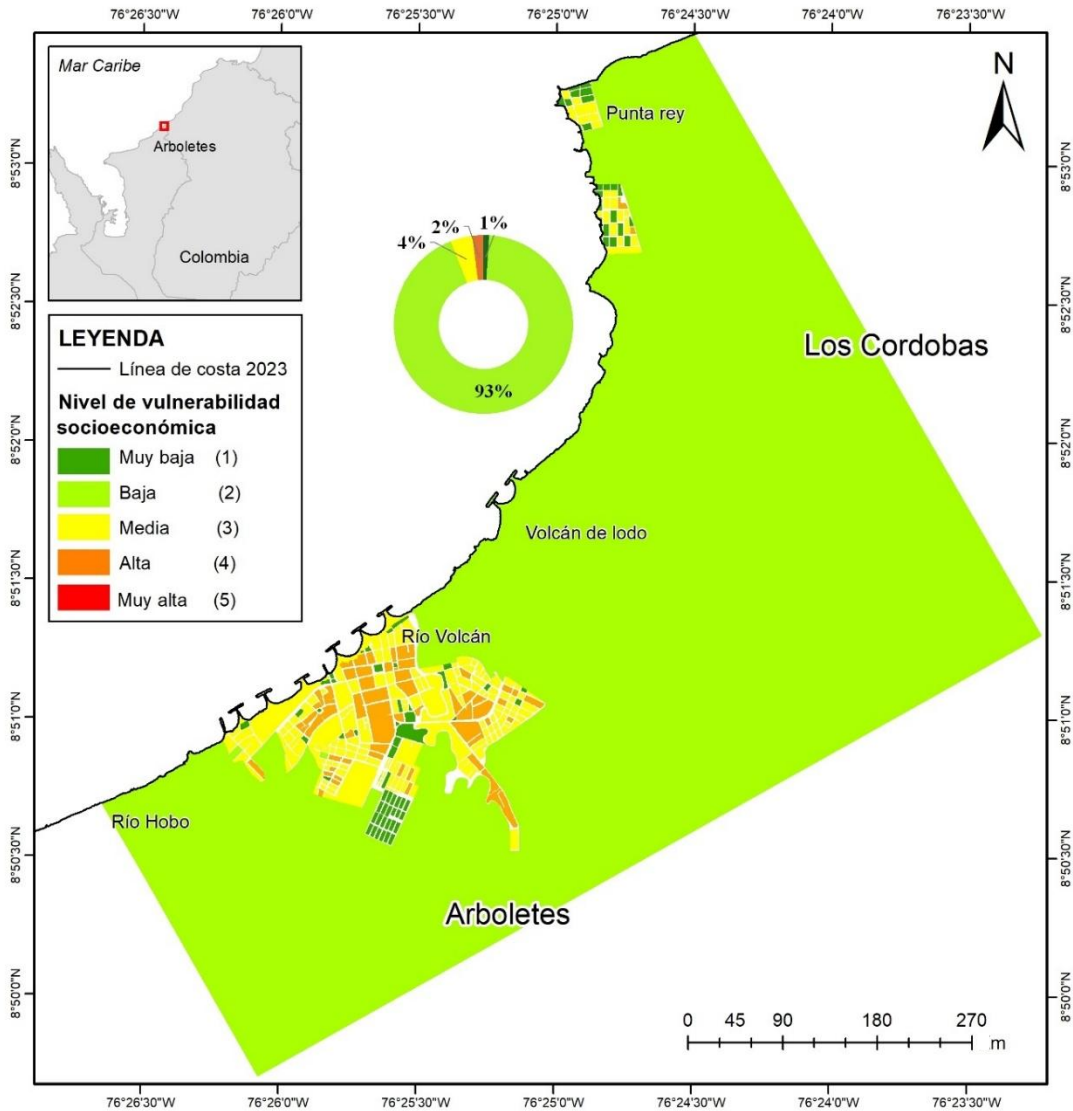 76°26'30"W 76°26'0"W 76°25'30"W 76°25'0"W 76°24'30"W 76°24'0"W 76°23'30"W
Mar Caribe
Arboletes
Colombia
N
Punta rey
8°53'0"N
8°53'0"N
2%
1%
4%
93%
8°52'30"N
8°52'30"N
LEYENDA
Línea de costa 2023
Nivel de vulnerabilidad
socioeconómica
Muy baja (1)
Baja (2)
Media (3)
Alta (4)
Muy alta (5)
Los Cordobas
8°52'0"N
8°52'0"N
Volcán de lodo
8°51'30"N
8°51'30"N
Río Volcán
8°51'0"N
8°51'0"N
Río Hobo
8°50'30"N
8°50'30"N
Arboletes
8°50'0"N
8°50'0"N
0 45 90 180 270
m
76°26'30"W 76°26'0"W 76°25'30"W 76°25'0"W 76°24'30"W 76°24'0"W 76°23'30"W